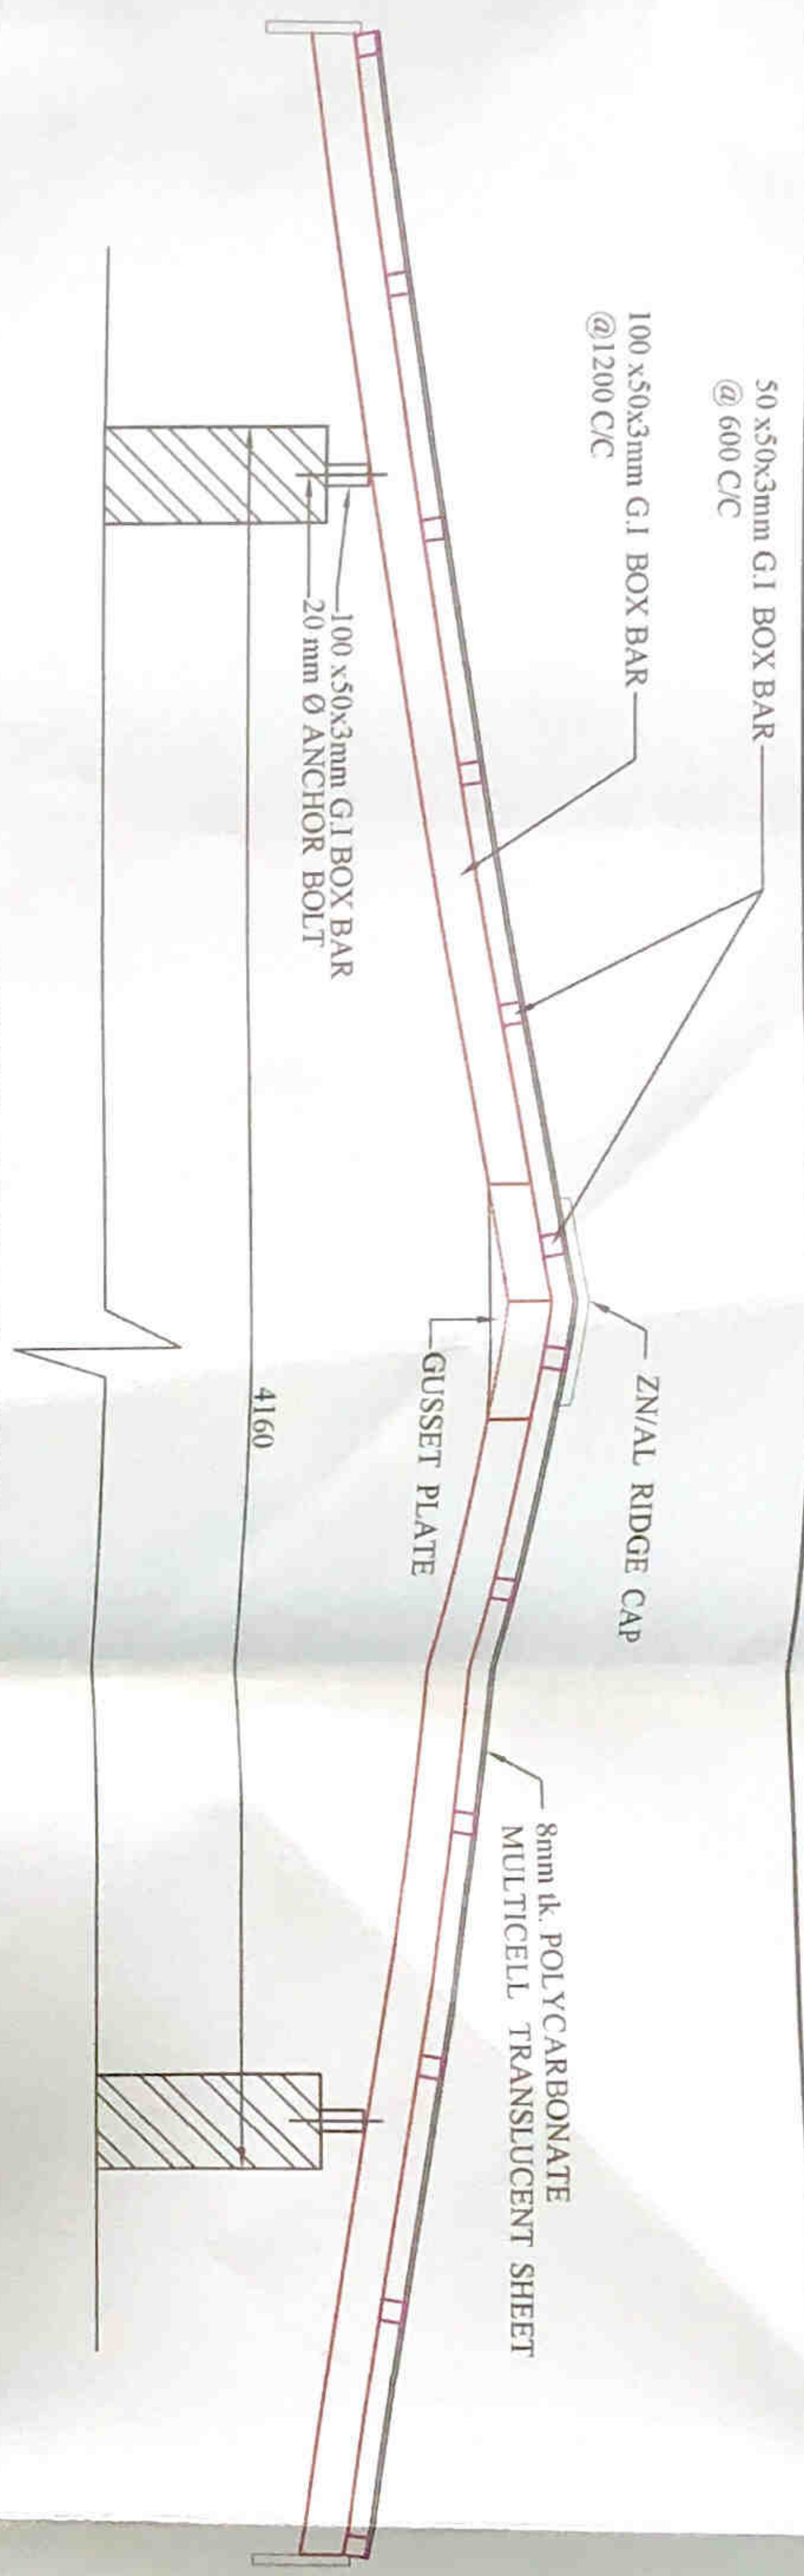 50 x50x3mm G.I BOX BAR
@ 600 C/C
100 x50x3mm G.I BOX BAR
@1200 C/C
ZN/AL RIDGE CAP
8mm tk. POLYCARBONATE
MULTICELL TRANSLUCENT SHEET
GUSSET PLATE
100 x50x3mm G.I BOX BAR
20 mm Ø ANCHOR BOLT
4160